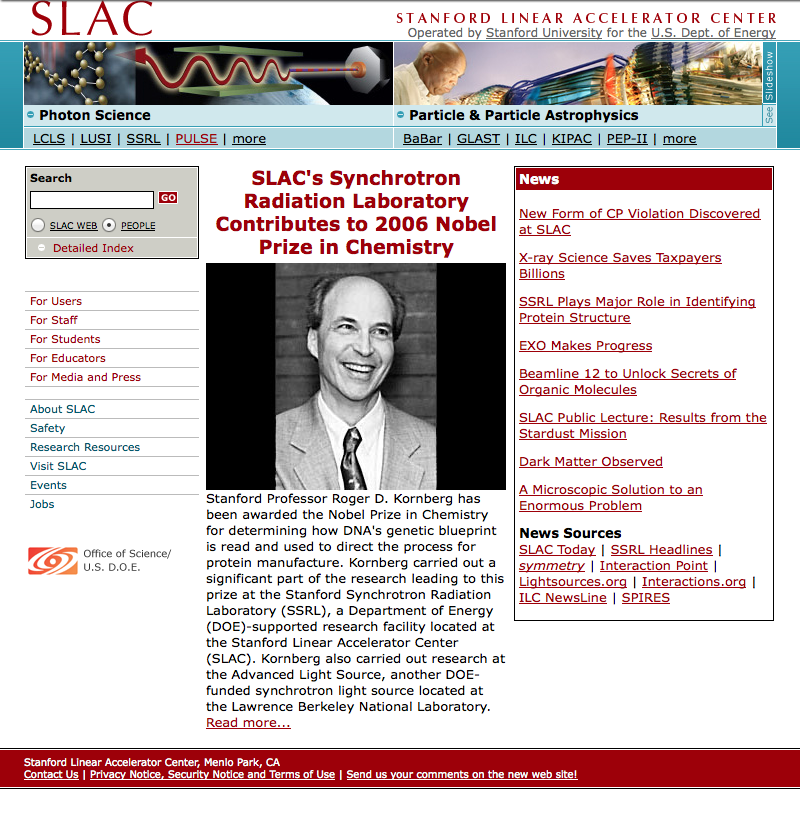 SLAC
STANFORD LINEAR ACCELERATOR CENTER
Operated by Stanford University for the U.S. Dept. of Energy
See Slideshow
Photon Science
LCLS | LUSI | SSRL | PULSE | more
Particle & Particle Astrophysics
BaBar | GLAST | ILC | KIPAC | PEP-II | more
Search
GO
SLAC WEB PEOPLE
Detailed Index
For Users
For Staff
For Students
For Educators
For Media and Press
About SLAC
Safety
Research Resources
Visit SLAC
Events
Jobs
Office of Science/
U.S. D.O.E.
SLAC's Synchrotron
Radiation Laboratory
Contributes to 2006 Nobel
Prize in Chemistry
Stanford Professor Roger D. Kornberg has
been awarded the Nobel Prize in Chemistry
for determining how DNA's genetic blueprint
is read and used to direct the process for
protein manufacture. Kornberg carried out a
significant part of the research leading to this
prize at the Stanford Synchrotron Radiation
Laboratory (SSRL), a Department of Energy
(DOE)-supported research facility located at
the Stanford Linear Accelerator Center
(SLAC). Kornberg also carried out research at
the Advanced Light Source, another DOE-
funded synchrotron light source located at
the Lawrence Berkeley National Laboratory.
Read more...
News
New Form of CP Violation Discovered
at SLAC
X-ray Science Saves Taxpayers
Billions
SSRL Plays Major Role in Identifying
Protein Structure
EXO Makes Progress
Beamline 12 to Unlock Secrets of
Organic Molecules
SLAC Public Lecture: Results from the
Stardust Mission
Dark Matter Observed
A Microscopic Solution to an
Enormous Problem
News Sources
SLAC Today | SSRL Headlines |
symmetry | Interaction Point |
Lightsources.org | Interactions.org |
ILC NewsLine | SPIRES
Stanford Linear Accelerator Center, Menlo Park, CA
Contact Us | Privacy Notice, Security Notice and Terms of Use | Send us your comments on the new web site!